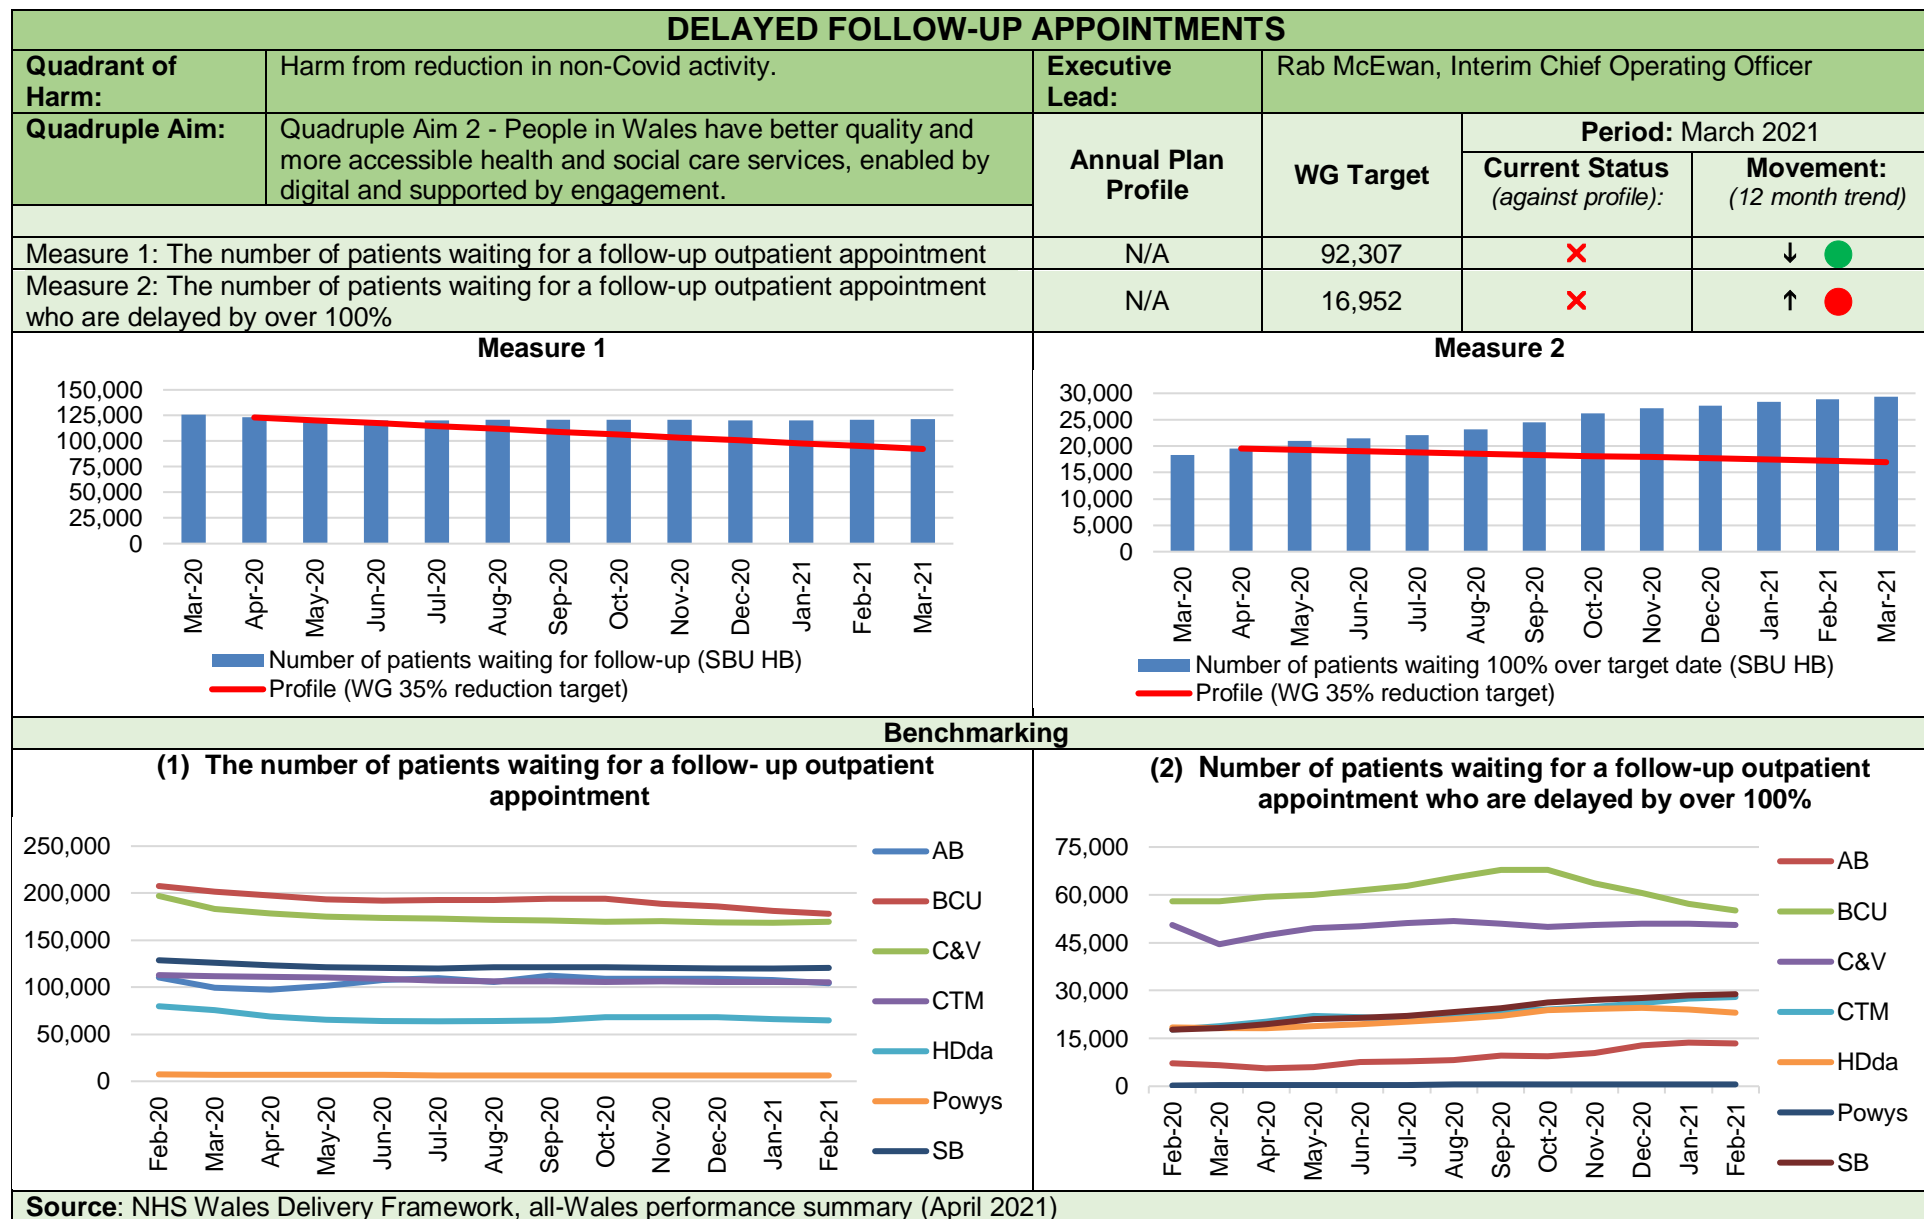 DELAYED FOLLOW-UP APPOINTMENTS
Quadrant of
Harm:
Harm from reduction in non-Covid activity.
Executive
Lead:
Rab McEwan, Interim Chief Operating Officer
Quadruple Aim:
Quadruple Aim 2 - People in Wales have better quality and
more accessible health and social care services, enabled by
digital and supported by engagement.
Annual Plan
Profile
WG Target
Period: March 2021
Current Status
(against profile):
Movement:
(12 month trend)
Measure 1: The number of patients waiting for a follow-up outpatient appointment
N/A
92,307
✕
↓
Measure 2: The number of patients waiting for a follow-up outpatient appointment
who are delayed by over 100%
N/A
16,952
✕
↑
Measure 1
150,000
125,000
100,000
75,000
50,000
25,000
0
Mar-20
Apr-20
May-20
Jun-20
Jul-20
Aug-20
Sep-20
Oct-20
Nov-20
Dec-20
Jan-21
Feb-21
Mar-21
Number of patients waiting for follow-up (SBU HB)
Profile (WG 35% reduction target)
Measure 2
30,000
25,000
20,000
15,000
10,000
5,000
0
Mar-20
Apr-20
May-20
Jun-20
Jul-20
Aug-20
Sep-20
Oct-20
Nov-20
Dec-20
Jan-21
Feb-21
Mar-21
Number of patients waiting 100% over target date (SBU HB)
Profile (WG 35% reduction target)
Benchmarking
(1) The number of patients waiting for a follow- up outpatient
appointment
250,000
200,000
150,000
100,000
50,000
0
Feb-20
Mar-20
Apr-20
May-20
Jun-20
Jul-20
Aug-20
Sep-20
Oct-20
Nov-20
Dec-20
Jan-21
Feb-21
AB
BCU
C&V
CTM
HDda
Powys
SB
(2) Number of patients waiting for a follow-up outpatient
appointment who are delayed by over 100%
75,000
60,000
45,000
30,000
15,000
0
Feb-20
Mar-20
Apr-20
May-20
Jun-20
Jul-20
Aug-20
Sep-20
Oct-20
Nov-20
Dec-20
Jan-21
Feb-21
AB
BCU
C&V
CTM
HDda
Powys
SB
Source: NHS Wales Delivery Framework, all-Wales performance summary (April 2021)